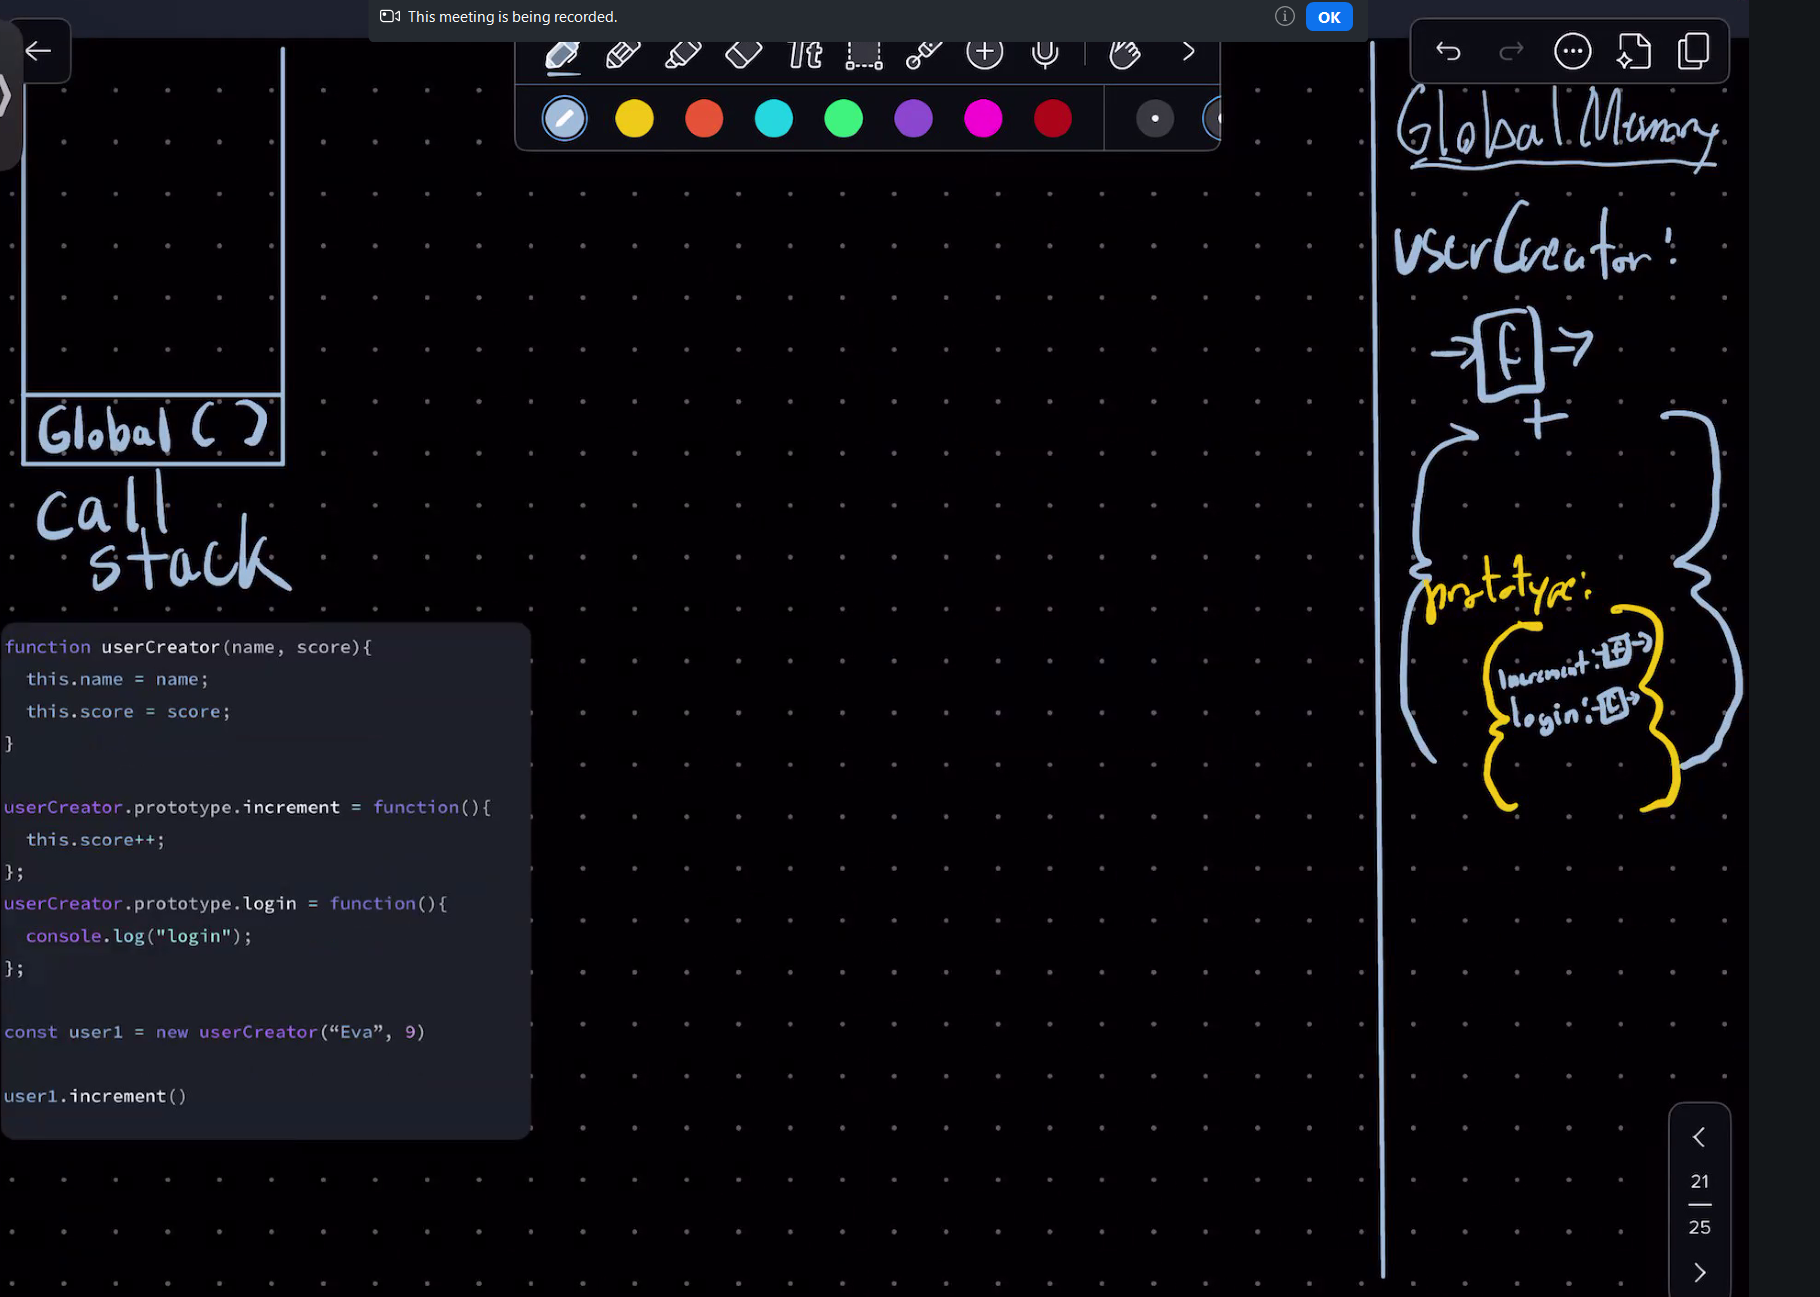 This meeting is being recorded.
OK
Tt
Global Memory
userCreator:
f
+
prototype:
increment: f
login: f
Global ( )
call
stack
function userCreator(name, score){
this.name = name;
this.score = score;
}
userCreator.prototype.increment = function(){
this.score++;
};
userCreator.prototype.login = function(){
console.log("login");
};
const user1 = new userCreator(“Eva”, 9)
user1.increment()
21
25